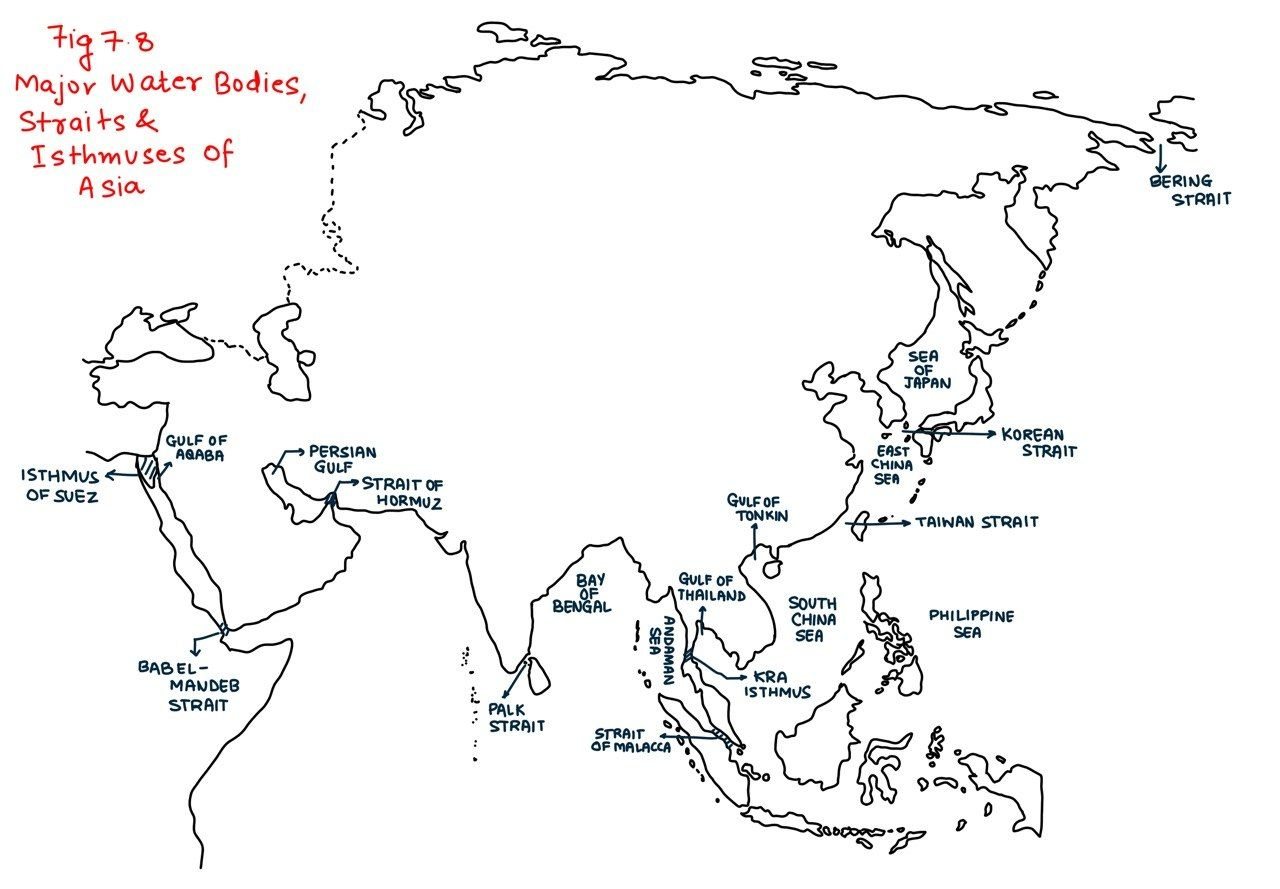 Fig 7.8
Major Water Bodies,
Straits &
Isthmuses of
Asia
BERING
STRAIT
SEA
OF
JAPAN
KOREAN
STRAIT
EAST
CHINA
SEA
GULF OF
AQABA
ISTHMUS
OF SUEZ
PERSIAN
GULF
STRAIT OF
HORMUZ
GULF OF
TONKIN
TAIWAN STRAIT
BAY
OF
BENGAL
GULF OF
THAILAND
SOUTH
CHINA
SEA
PHILIPPINE
SEA
ANDAMAN
SEA
BABEL-
MANDEB
STRAIT
KRA
ISTHMUS
PALK
STRAIT
STRAIT
OF MALACCA